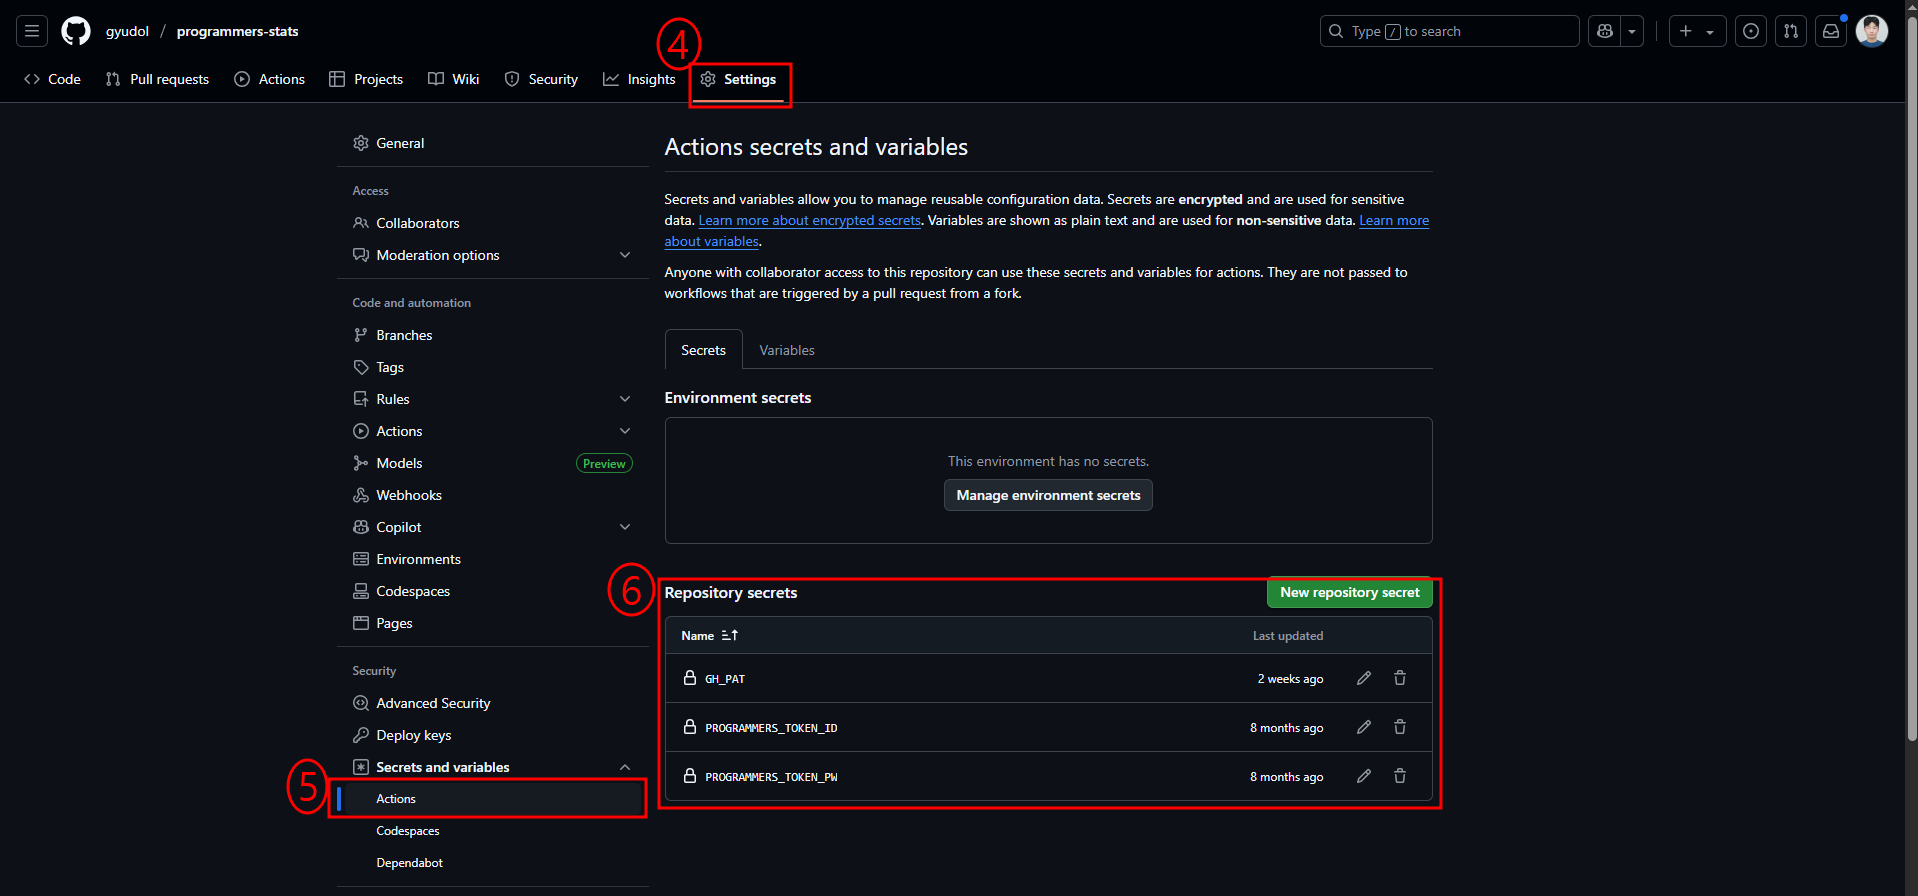 gyudol / programmers-stats
Type / to search
④
Code Pull requests Actions Projects Wiki Security Insights Settings
General
Access
Collaborators
Moderation options
Code and automation
Branches
Tags
Rules
Actions
Models Preview
Webhooks
Copilot
Environments
Codespaces
Pages
Security
Advanced Security
Deploy keys
Secrets and variables
⑤
Actions
Codespaces
Dependabot
Actions secrets and variables
Secrets and variables allow you to manage reusable configuration data. Secrets are encrypted and are used for sensitive
data. Learn more about encrypted secrets. Variables are shown as plain text and are used for non-sensitive data. Learn more
about variables.
Anyone with collaborator access to this repository can use these secrets and variables for actions. They are not passed to
workflows that are triggered by a pull request from a fork.
Secrets Variables
Environment secrets
This environment has no secrets.
Manage environment secrets
⑥
Repository secrets New repository secret
Name Last updated
GH_PAT 2 weeks ago
PROGRAMMERS_TOKEN_ID 8 months ago
PROGRAMMERS_TOKEN_PW 8 months ago